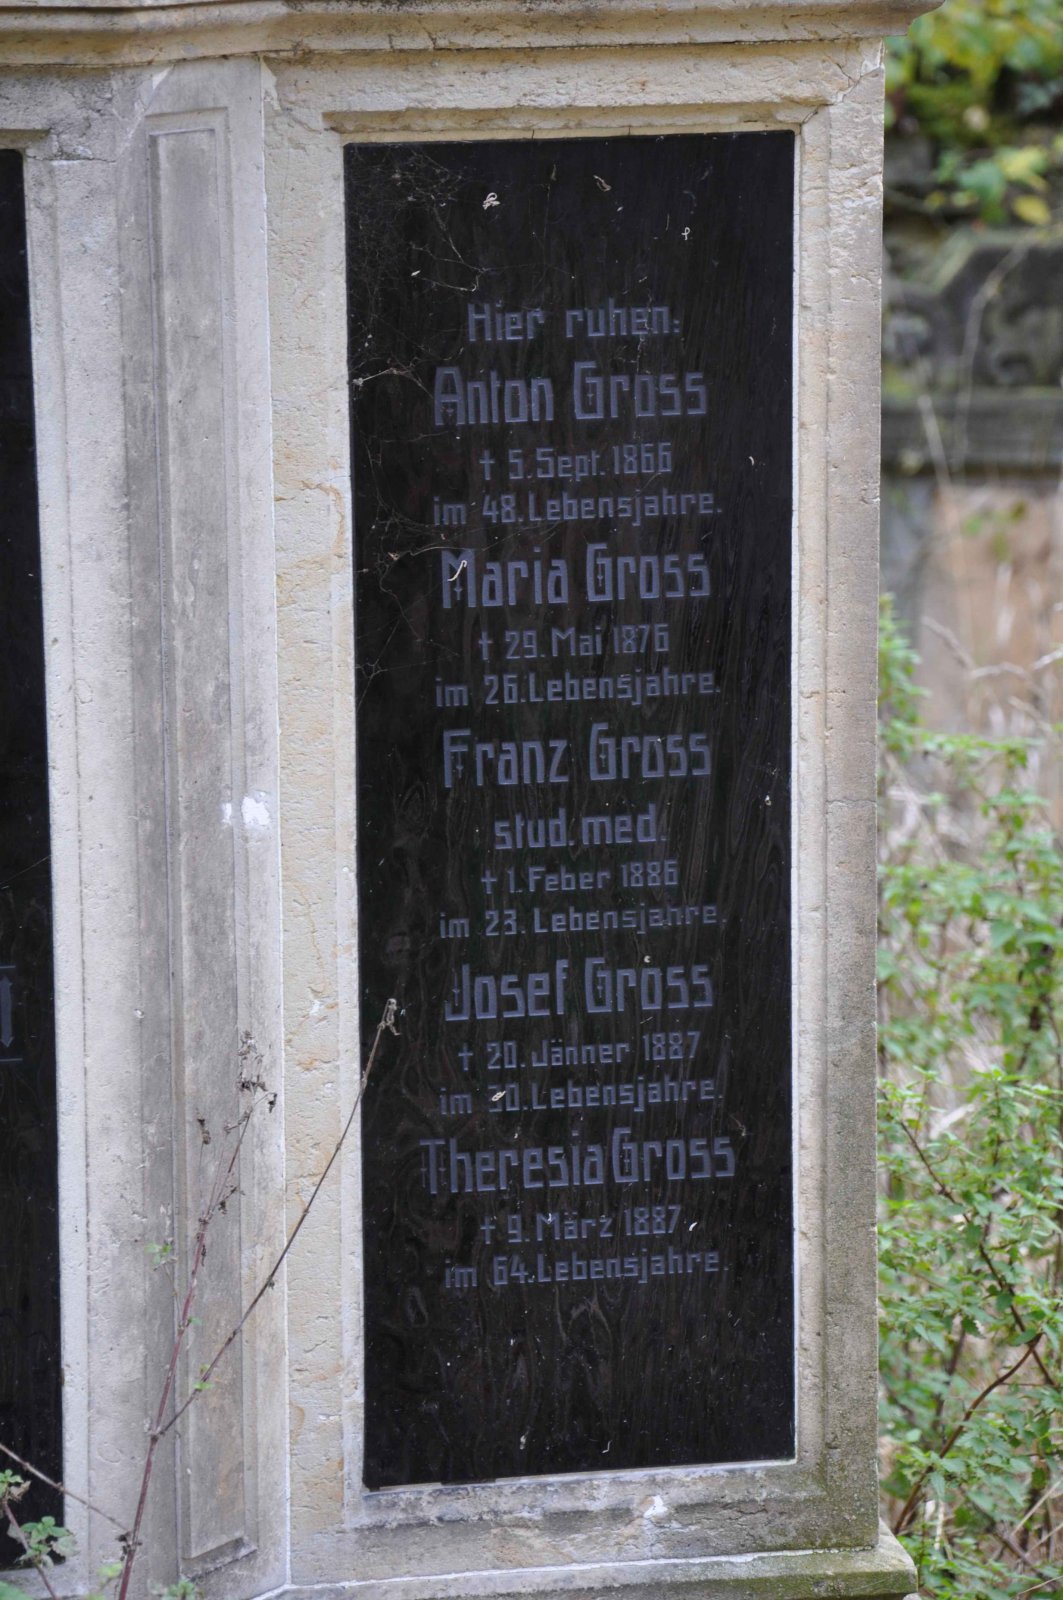 Hier ruhen:
Anton Gross
† 5. Sept. 1866
im 48. Lebensjahre.
Maria Gross
† 29. Mai 1876
im 26. Lebensjahre.
Franz Gross
stud. med.
† 1. Feber 1886
im 23. Lebensjahre.
Josef Gross
† 20. Jänner 1887
im 30. Lebensjahre.
Theresia Gross
† 9. März 1887
im 64. Lebensjahre.